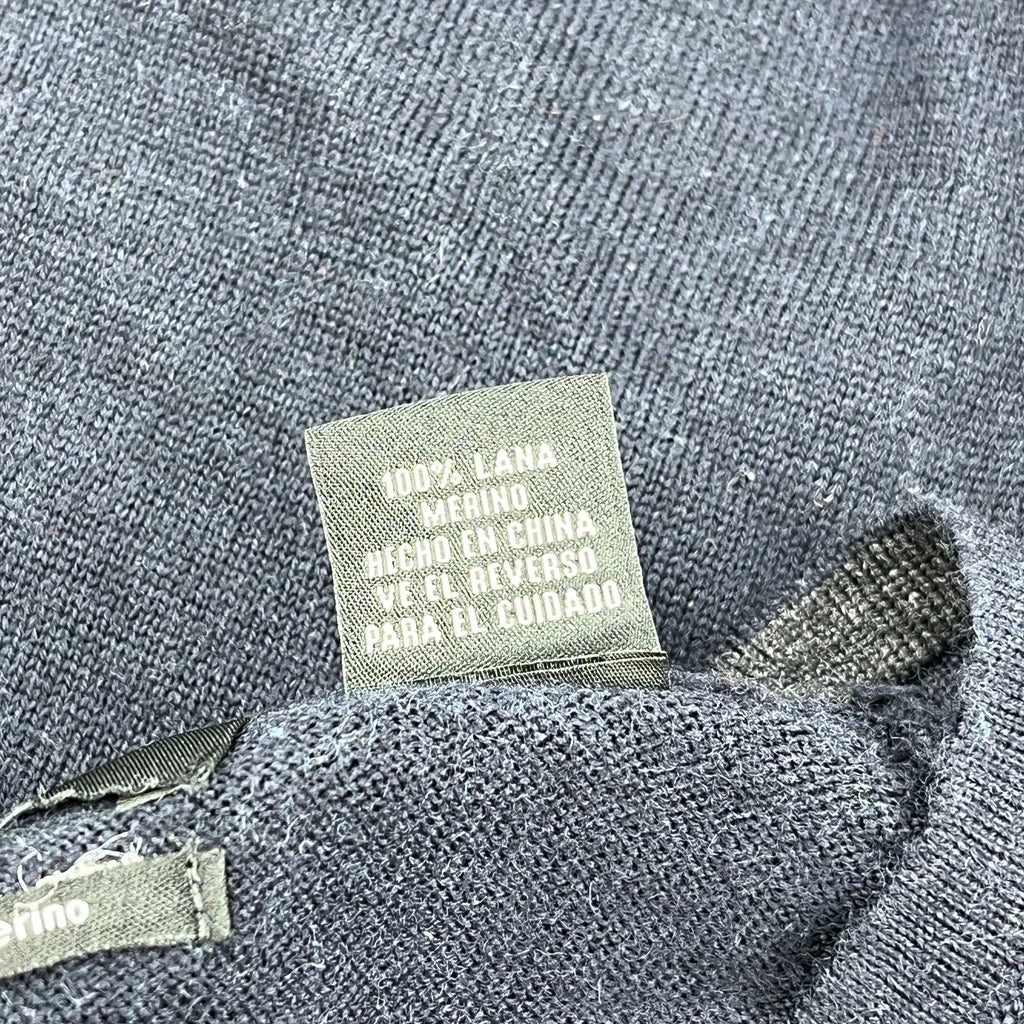 100% LANA
MERINO
HECHO EN CHINA
VE EL REVERSO
PARA EL CUIDADO
erino